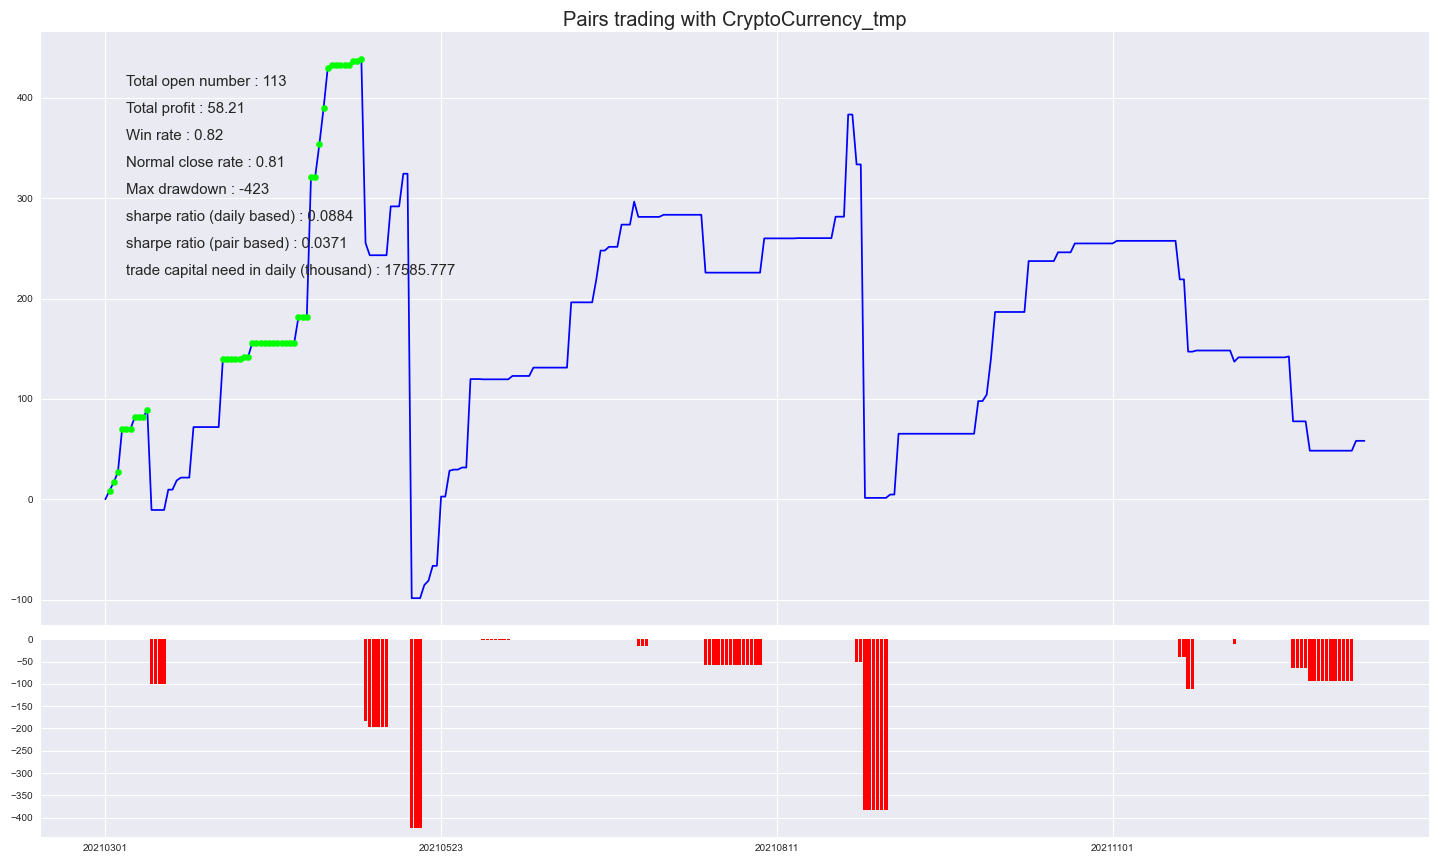 Pairs trading with CryptoCurrency_tmp
Total open number : 113
Total profit : 58.21
Win rate : 0.82
Normal close rate : 0.81
Max drawdown : -423
sharpe ratio (daily based) : 0.0884
sharpe ratio (pair based) : 0.0371
trade capital need in daily (thousand) : 17585.777
400
300
200
100
0
−100
0
−50
−100
−150
−200
−250
−300
−350
−400
20210301
20210523
20210811
20211101